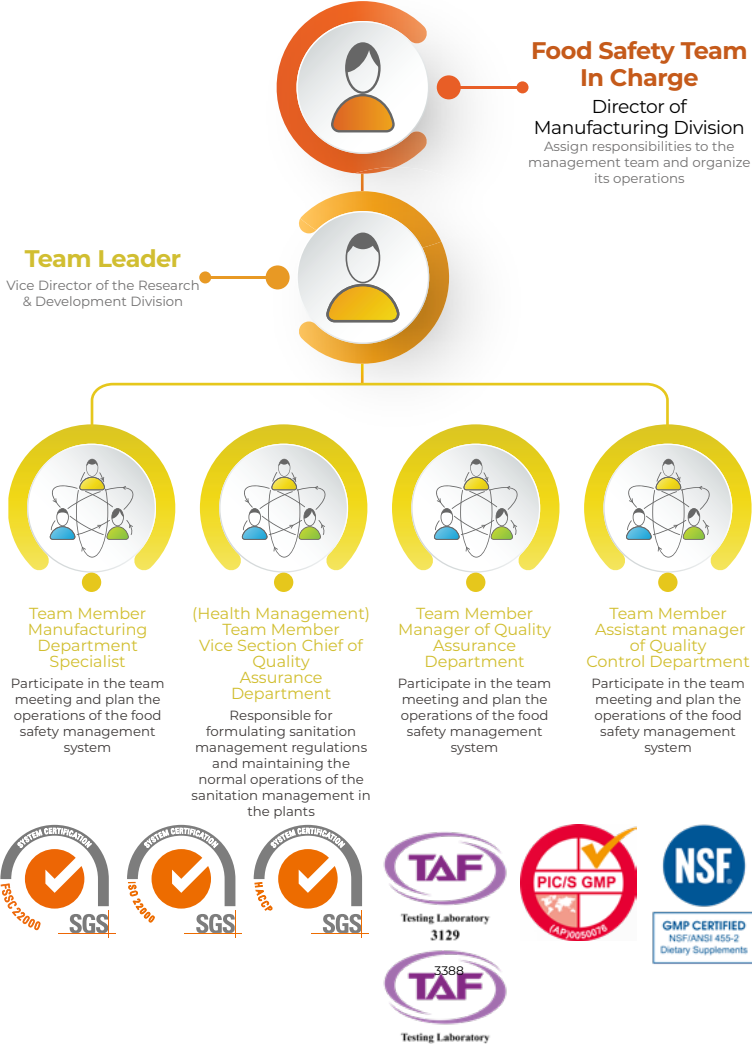 Food Safety Team
In Charge
Director of
Manufacturing Division
Assign responsibilities to the
management team and organize
its operations
Team Leader
Vice Director of the Research
& Development Division
Team Member
Manufacturing
Department
Specialist
Participate in the team
meeting and plan the
operations of the food
safety management
system
(Health Management)
Team Member
Vice Section Chief of
Quality
Assurance
Department
Responsible for
formulating sanitation
management regulations
and maintaining the
normal operations of the
sanitation management in
the plants
Team Member
Manager of Quality
Assurance
Department
Participate in the team
meeting and plan the
operations of the food
safety management
system
Team Member
Assistant manager
of Quality
Control Department
Participate in the team
meeting and plan the
operations of the food
safety management
system
SYSTEM CERTIFICATION
FSSC 22000
SGS
SYSTEM CERTIFICATION
ISO 22000
SGS
SYSTEM CERTIFICATION
HACCP
SGS
TAF
Testing Laboratory
3129
PIC/S GMP
(AP)0050076
NSF®
GMP CERTIFIED
NSF/ANSI 455-2
Dietary Supplements
3388
TAF
Testing Laboratory